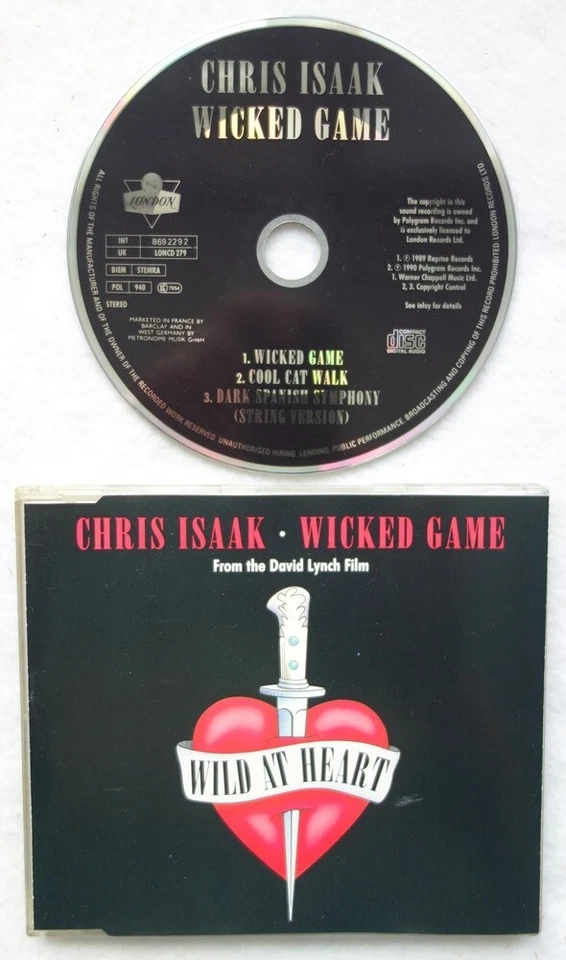 CHRIS ISAAK
WICKED GAME
LONDON
INT 869 229 2
UK LONCD 279
BIEM STEMRA
POL 940 LC 7654
STEREO
MARKETED IN FRANCE BY
BARCLAY AND IN
WEST GERMANY BY
METRONOME MUSIK GmbH
The copyright in this
sound recording is owned
by Polygram Records Inc. and
is exclusively licensed to
London Records Ltd.
1. ℗ 1989 Reprise Records
2. ℗ 1990 Polygram Records Inc.
1. Warner Chappell Music Ltd.
2, 3. Copyright Control
See inlay for details
COMPACT
disc
DIGITAL AUDIO
1. WICKED GAME
2. COOL CAT WALK
3. DARK SPANISH SYMPHONY
(STRING VERSION)
ALL RIGHTS OF THE MANUFACTURER AND OF THE OWNER OF THE RECORDED WORK RESERVED. UNAUTHORISED HIRING, LENDING, PUBLIC PERFORMANCE, BROADCASTING AND COPYING OF THIS RECORD PROHIBITED. LONDON RECORDS LTD.
CHRIS ISAAK · WICKED GAME
From the David Lynch Film
WILD AT HEART